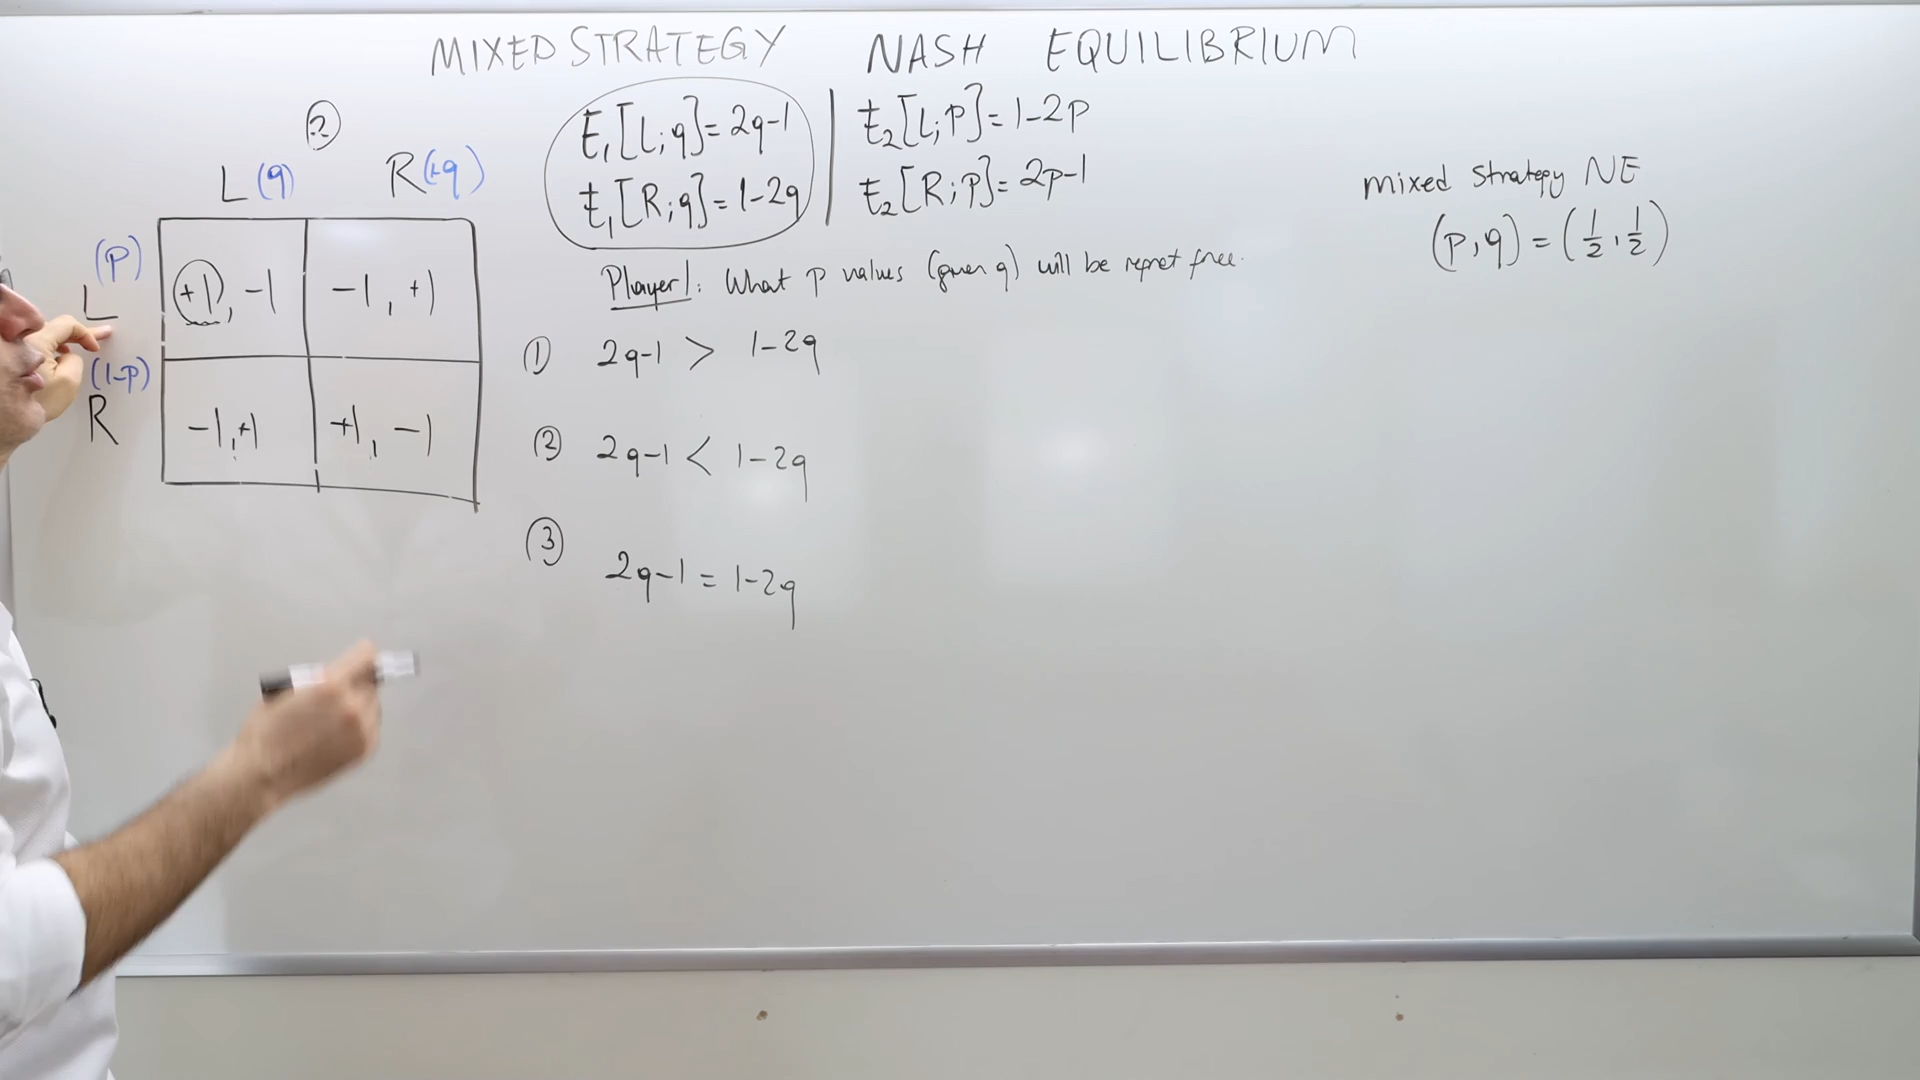 MIXED STRATEGY NASH EQUILIBRIUM
2
L (q) R (1-q)
(p)
L
+1, -1 -1, +1
(1-p)
R
-1, +1 +1, -1
E₁[L;q]=2q-1
E₁[R;q]=1-2q
E₂[L;p]=1-2p
E₂[R;p]=2p-1
Player 1: What p values (given q) will be regret free.
① 2q-1 > 1-2q
② 2q-1 < 1-2q
③ 2q-1 = 1-2q
mixed strategy NE
(p,q) = (1/2, 1/2)